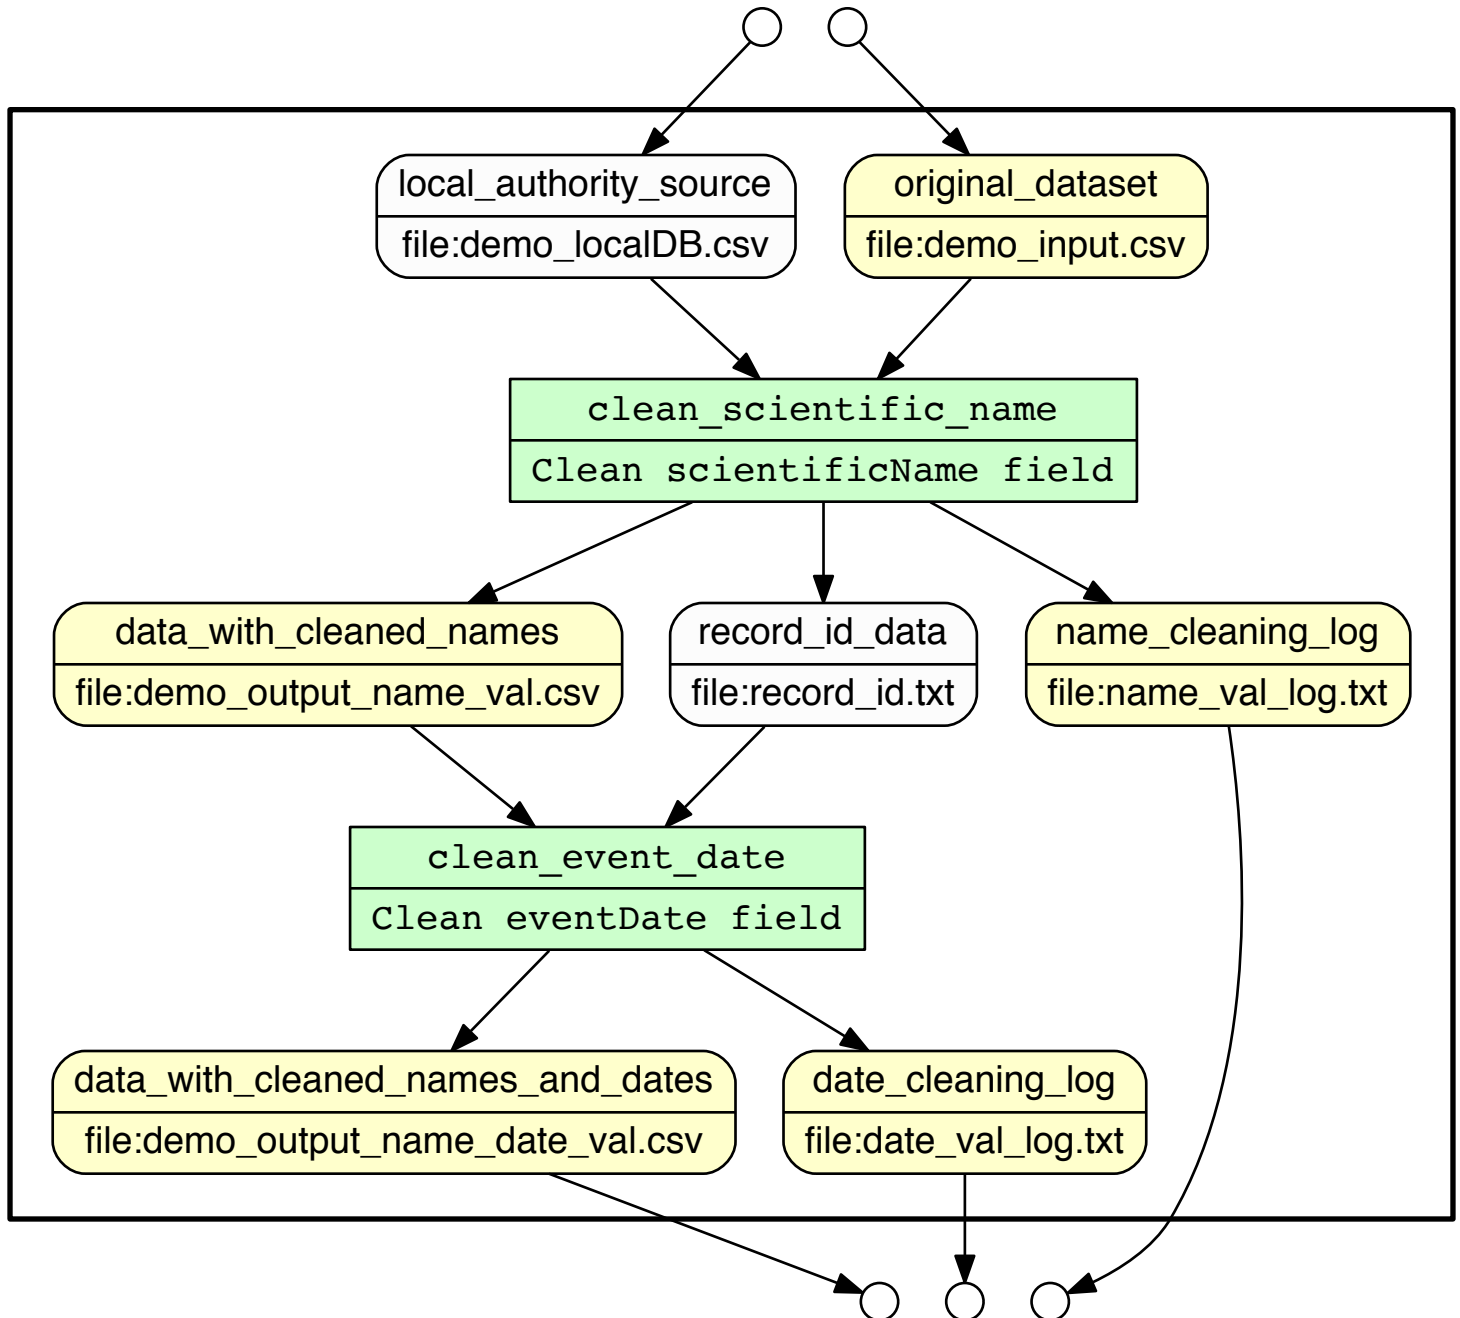 local_authority_source
file:demo_localDB.csv
original_dataset
file:demo_input.csv
clean_scientific_name
Clean scientificName field
data_with_cleaned_names
file:demo_output_name_val.csv
record_id_data
file:record_id.txt
name_cleaning_log
file:name_val_log.txt
clean_event_date
Clean eventDate field
data_with_cleaned_names_and_dates
file:demo_output_name_date_val.csv
date_cleaning_log
file:date_val_log.txt